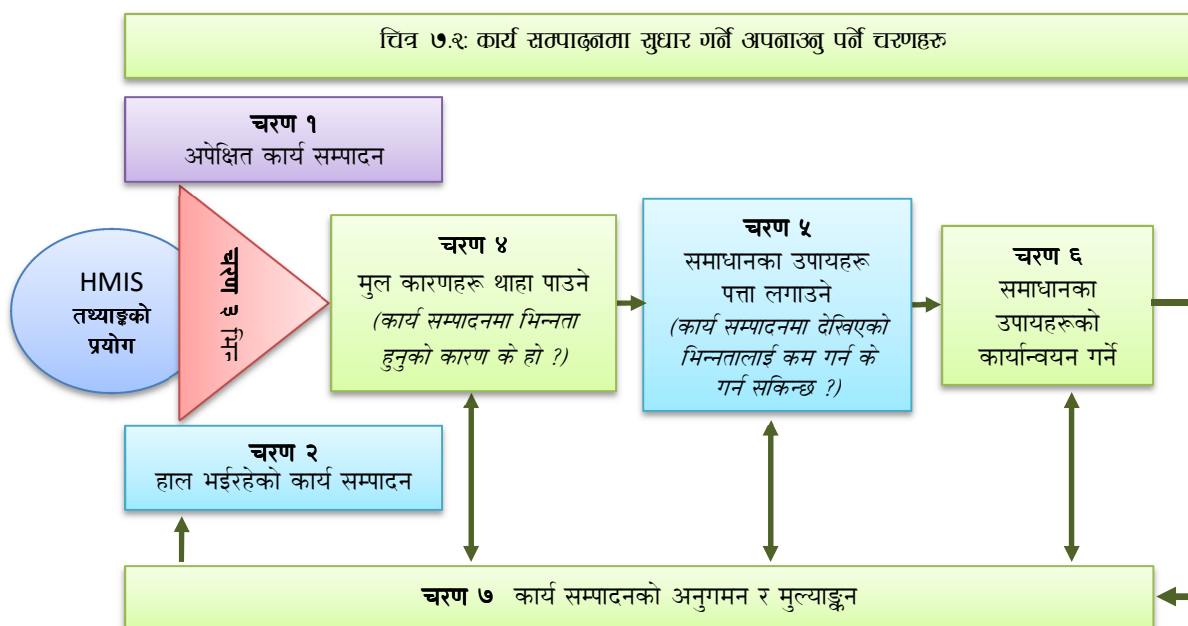 चित्र ७.२: कार्य सम्पादनमा सुधार गर्ने अपनाउनु पर्ने चरणहरु
चरण १
अपेक्षित कार्य सम्पादन
HMIS
तथ्याङ्कको
प्रयोग
चरण ३
चरण ४
मुल कारणहरू थाहा पाउने
(कार्य सम्पादनमा भिन्नता
हुनुको कारण के हो ?)
चरण ५
समाधानका उपायहरू
पत्ता लगाउने
(कार्य सम्पादनमा देखिएको
भिन्नतालाई कम गर्न के
गर्न सकिन्छ ?)
चरण ६
समाधानका
उपायहरूको
कार्यान्वयन गर्ने
चरण २
हाल भईरहेको कार्य सम्पादन
चरण ७ कार्य सम्पादनको अनुगमन र मुल्याङ्कन